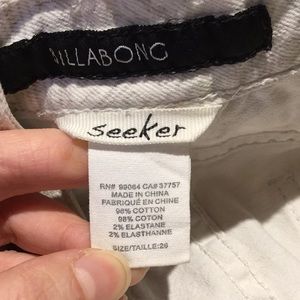 BILLABONG
seeker
RN# 99064 CA# 37757
MADE IN CHINA
FABRIQUÉ EN CHINE
98% COTTON
98% COTON
2% ELASTANE
2% ELASTHANNE
SIZE/TAILLE:26